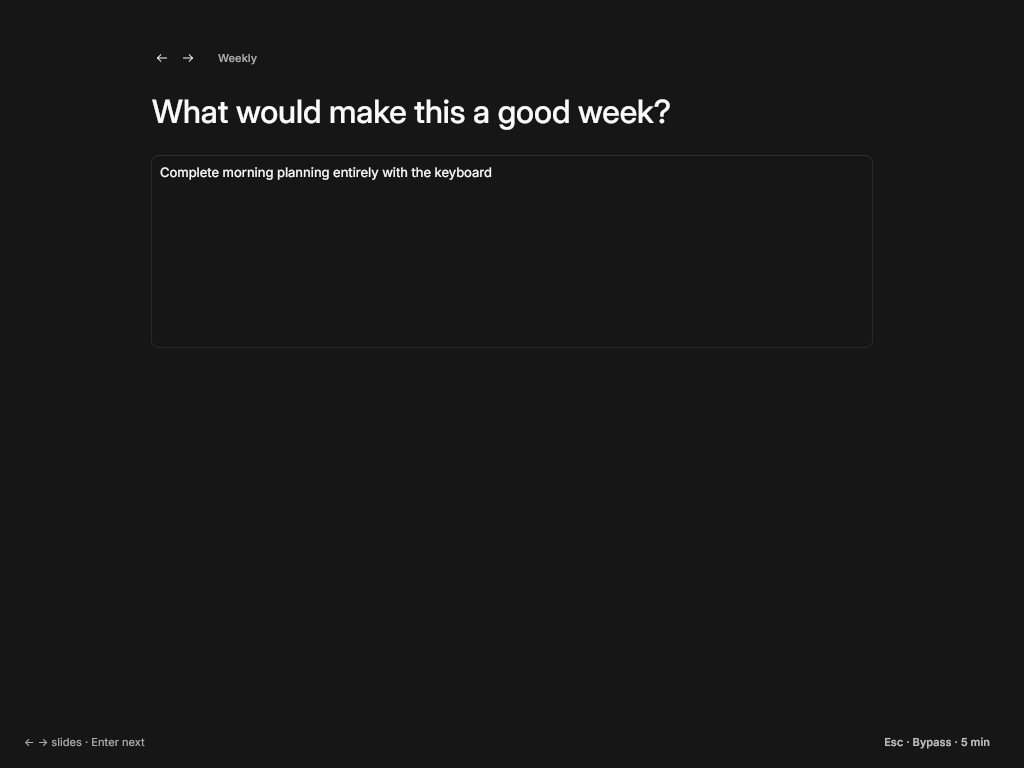 ← → Weekly
What would make this a good week?
Complete morning planning entirely with the keyboard
← → slides · Enter next
Esc · Bypass · 5 min